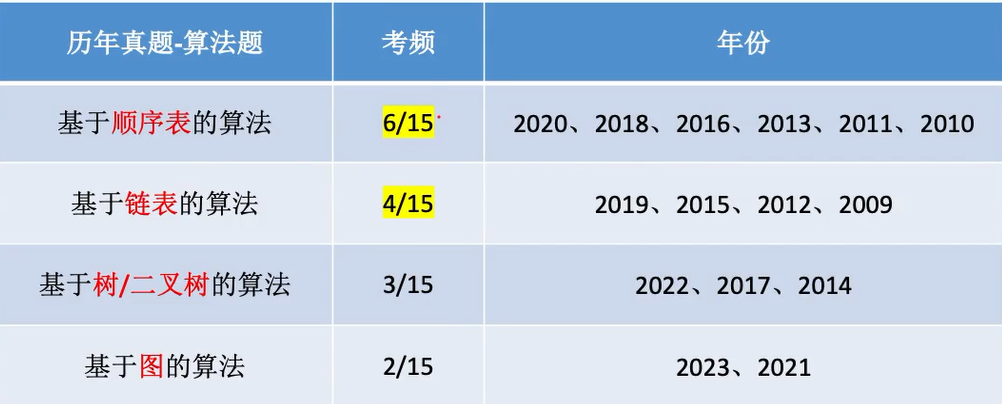 历年真题-算法题 考频 年份
基于顺序表的算法 6/15 2020、2018、2016、2013、2011、2010
基于链表的算法 4/15 2019、2015、2012、2009
基于树/二叉树的算法 3/15 2022、2017、2014
基于图的算法 2/15 2023、2021